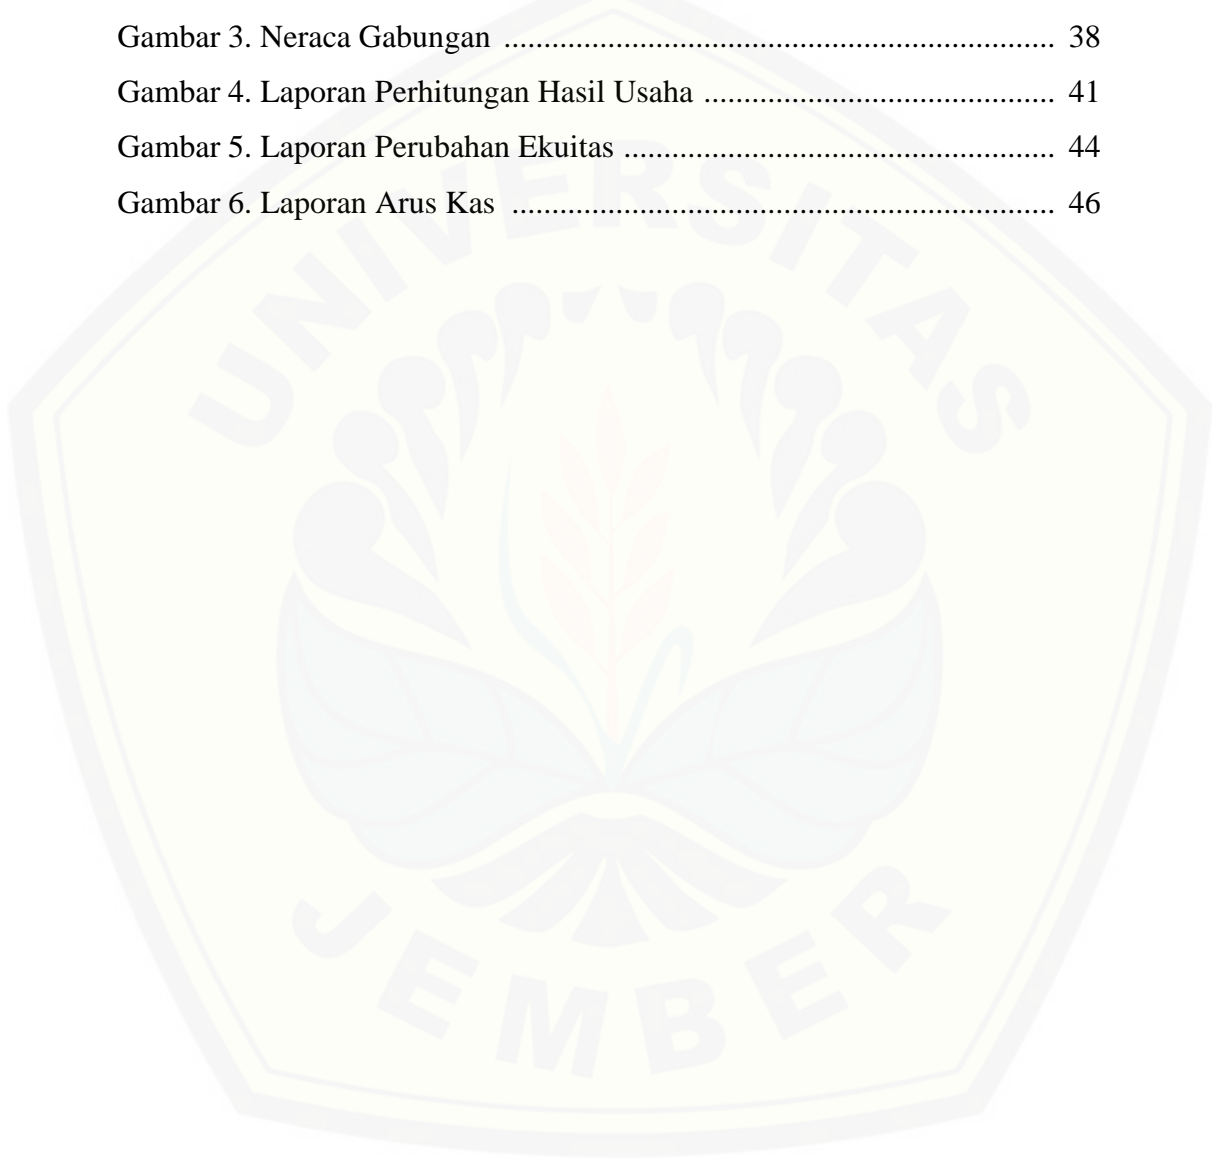 Gambar 3. Neraca Gabungan ..................................................................... 38
Gambar 4. Laporan Perhitungan Hasil Usaha ............................................ 41
Gambar 5. Laporan Perubahan Ekuitas ...................................................... 44
Gambar 6. Laporan Arus Kas .................................................................... 46
UNIVERSITAS
JEMBER